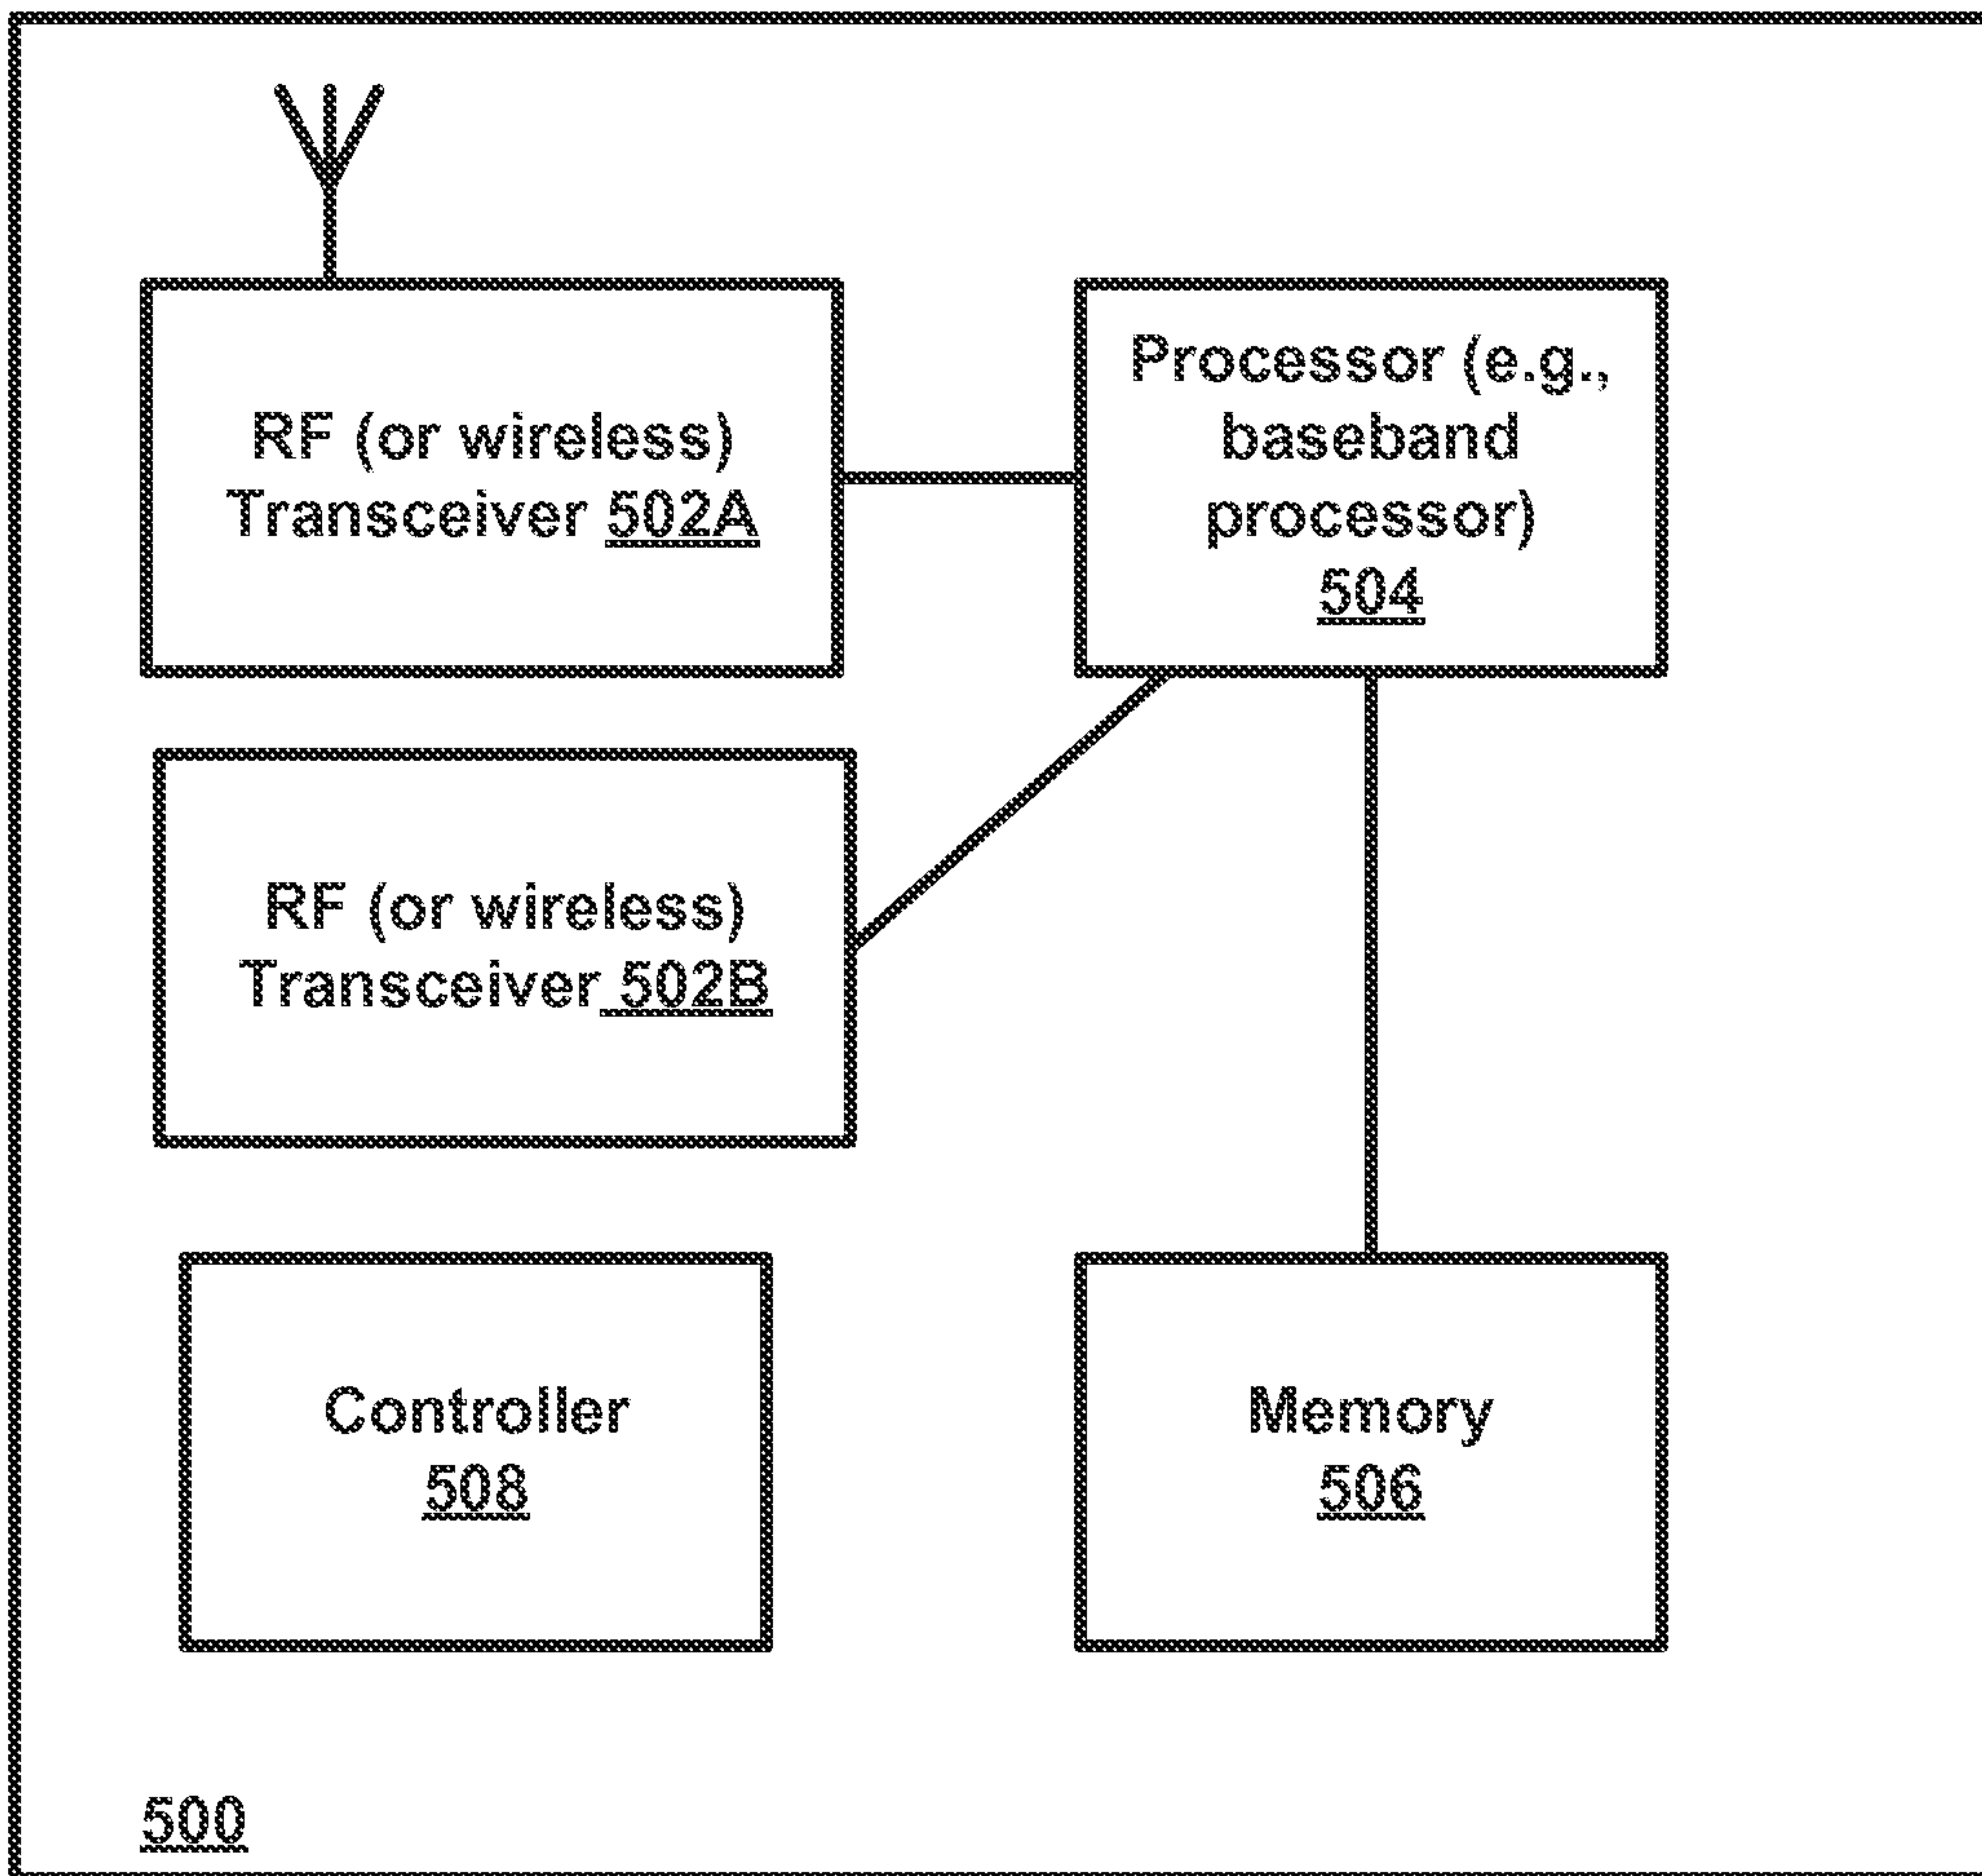 RF (or wireless)
Transceiver 502A
Processor (e.g.,
baseband
processor)
504
RF (or wireless)
Transceiver 502B
Controller
508
Memory
506
500